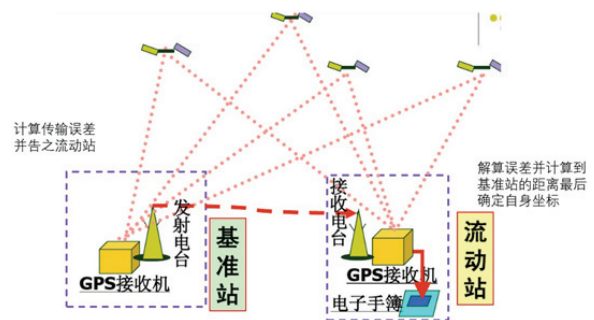 计算传输误差
并告之流动站
解算误差并计算到
基准站的距离最后
确定自身坐标
发射电台
基准站
GPS接收机
接收电台
流动站
GPS接收机
电子手簿